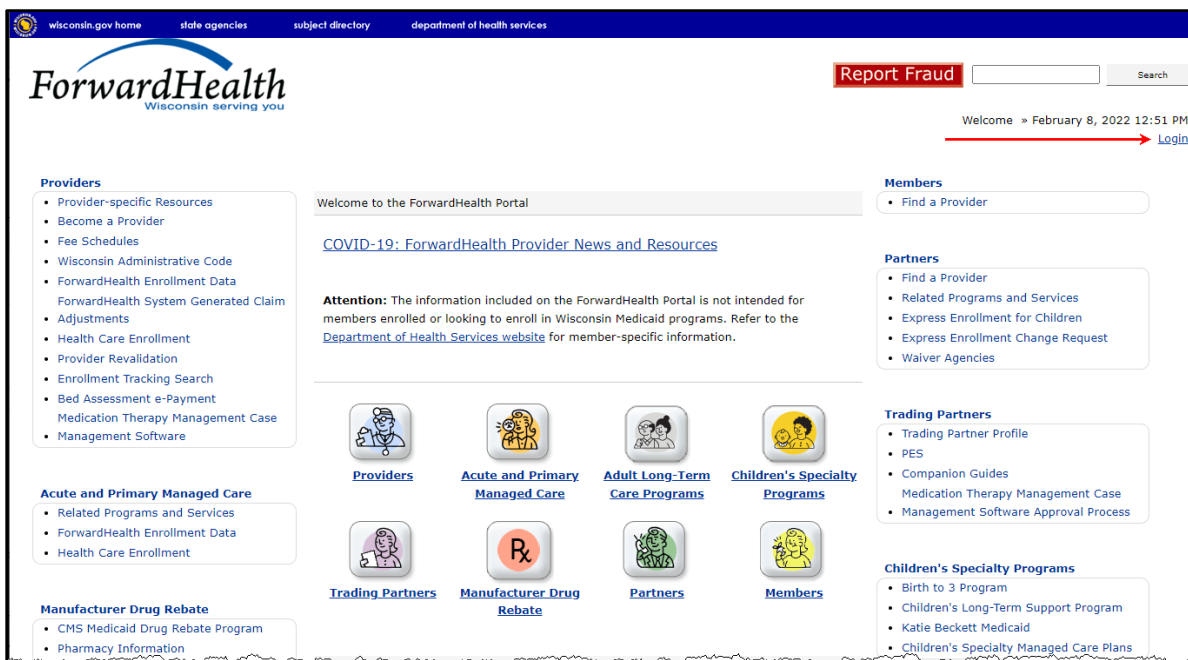 wisconsin.gov home state agencies subject directory department of health services
ForwardHealth
Wisconsin serving you
Report Fraud
Search
Welcome » February 8, 2022 12:51 PM
Login
Providers
• Provider-specific Resources
• Become a Provider
• Fee Schedules
• Wisconsin Administrative Code
• ForwardHealth Enrollment Data
ForwardHealth System Generated Claim
• Adjustments
• Health Care Enrollment
• Provider Revalidation
• Enrollment Tracking Search
• Bed Assessment e-Payment
Medication Therapy Management Case
• Management Software
Acute and Primary Managed Care
• Related Programs and Services
• ForwardHealth Enrollment Data
• Health Care Enrollment
Manufacturer Drug Rebate
• CMS Medicaid Drug Rebate Program
• Pharmacy Information
Welcome to the ForwardHealth Portal
COVID-19: ForwardHealth Provider News and Resources
Attention: The information included on the ForwardHealth Portal is not intended for
members enrolled or looking to enroll in Wisconsin Medicaid programs. Refer to the
Department of Health Services website for member-specific information.
Providers
Acute and Primary
Managed Care
Adult Long-Term
Care Programs
Children's Specialty
Programs
Rx
Trading Partners
Manufacturer Drug
Rebate
Partners
Members
Members
• Find a Provider
Partners
• Find a Provider
• Related Programs and Services
• Express Enrollment for Children
• Express Enrollment Change Request
• Waiver Agencies
Trading Partners
• Trading Partner Profile
• PES
• Companion Guides
Medication Therapy Management Case
• Management Software Approval Process
Children's Specialty Programs
• Birth to 3 Program
• Children's Long-Term Support Program
• Katie Beckett Medicaid
• Children's Specialty Managed Care Plans